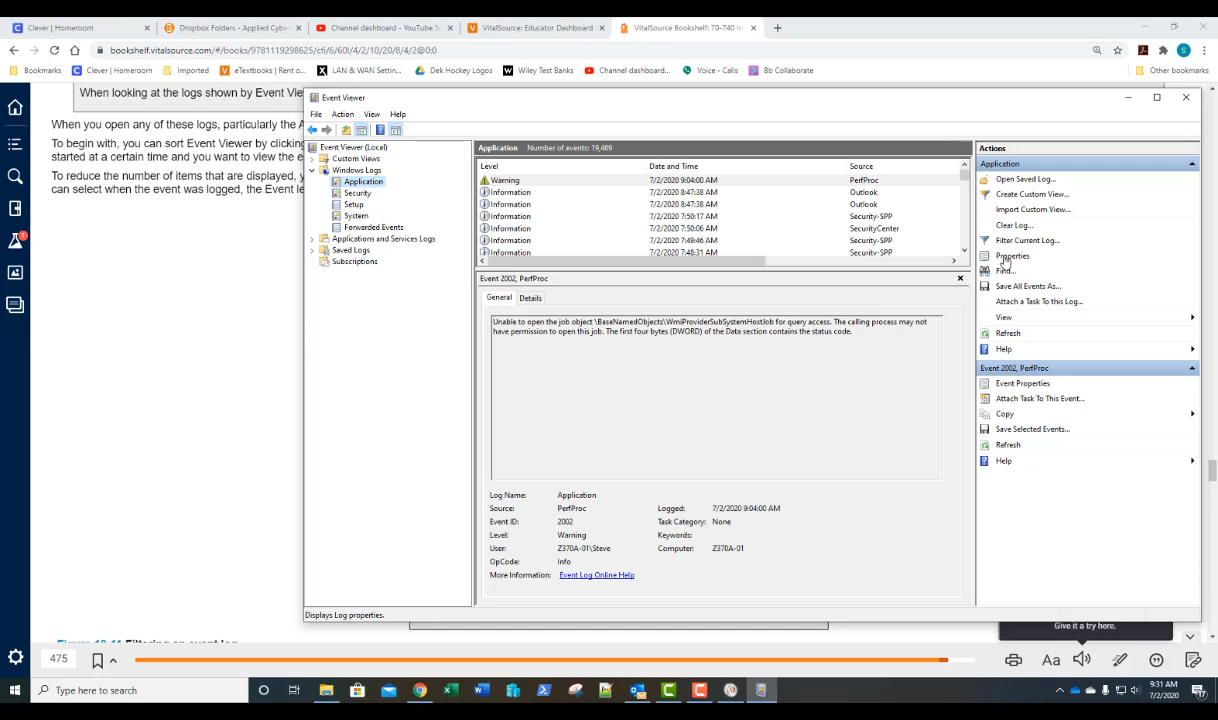 Clever | Homeroom
Dropbox Folders - Applied Cyber
Channel dashboard - YouTube S
VitalSource: Educator Dashboard
VitalSource Bookshelf: 70-740 In
bookshelf.vitalsource.com/#/books/9781119298625/cfi/6/60!/4/2/10/20/8/4/2@0:0
S
Bookmarks
Clever | Homeroom
Imported
eTextbooks | Rent o...
LAN & WAN Settin...
Dek Hockey Logos
Wiley Test Banks
Channel dashboard...
Voice - Calls
Bb Collaborate
Other bookmarks
When looking at the logs shown by Event Vie
When you open any of these logs, particularly the A
To begin with, you can sort Event Viewer by clicking
started at a certain time and you want to view the e
To reduce the number of items that are displayed, y
can select when the event was logged, the Event le
1
Event Viewer
File Action View Help
Event Viewer (Local)
Custom Views
Windows Logs
Application
Security
Setup
System
Forwarded Events
Applications and Services Logs
Saved Logs
Subscriptions
Application Number of events: 19,469
Level Date and Time Source
Warning 7/2/2020 9:04:00 AM PerfProc
Information 7/2/2020 8:47:38 AM Outlook
Information 7/2/2020 8:47:38 AM Outlook
Information 7/2/2020 7:50:17 AM Security-SPP
Information 7/2/2020 7:50:06 AM SecurityCenter
Information 7/2/2020 7:49:46 AM Security-SPP
Information 7/2/2020 7:48:31 AM Security-SPP
Event 2002, PerfProc
General Details
Unable to open the job object \BaseNamedObjects\WmiProviderSubSystemHostJob for query access. The calling process may not
have permission to open this job. The first four bytes (DWORD) of the Data section contains the status code.
Log Name: Application
Source: PerfProc Logged: 7/2/2020 9:04:00 AM
Event ID: 2002 Task Category: None
Level: Warning Keywords:
User: Z370A-01\Steve Computer: Z370A-01
OpCode: Info
More Information: Event Log Online Help
Actions
Application
Open Saved Log...
Create Custom View...
Import Custom View...
Clear Log...
Filter Current Log...
Properties
Find...
Save All Events As...
Attach a Task To this Log...
View
Refresh
Help
Event 2002, PerfProc
Event Properties
Attach Task To This Event...
Copy
Save Selected Events...
Refresh
Help
Displays Log properties.
Give it a try here.
475
Aa
Type here to search
9:31 AM
7/2/2020
17